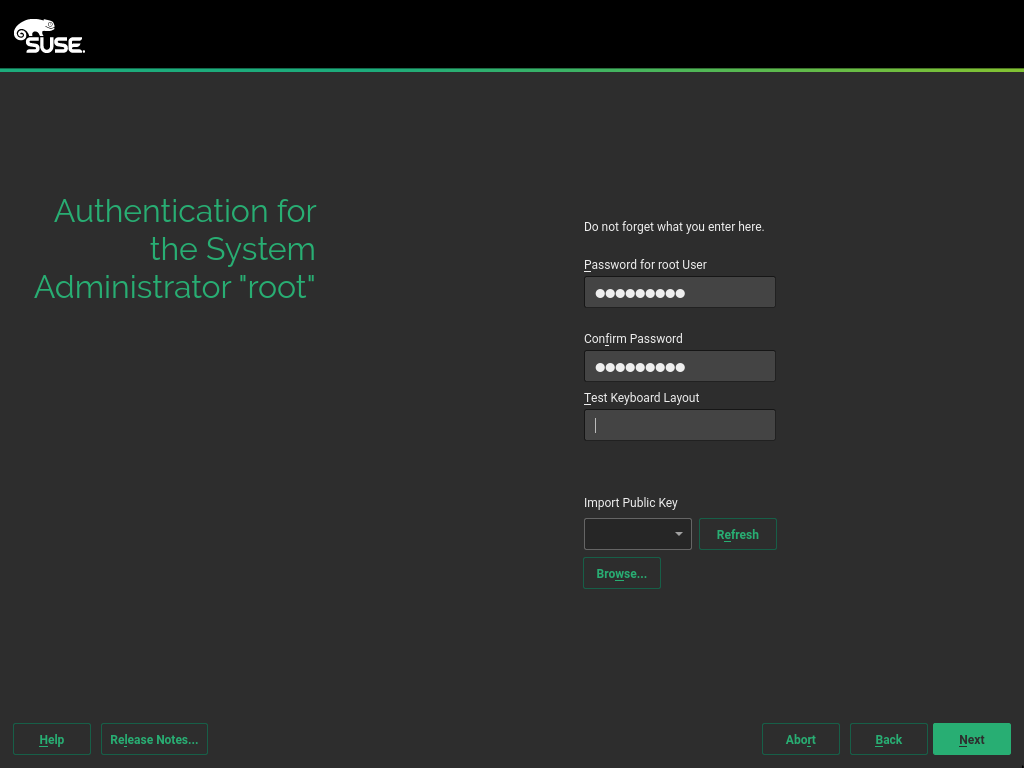 SUSE.
Authentication for
the System
Administrator "root"
Do not forget what you enter here.
Password for root User
●●●●●●●●●
Confirm Password
●●●●●●●●●
Test Keyboard Layout
Import Public Key
Refresh
Browse...
Help
Release Notes...
Abort
Back
Next